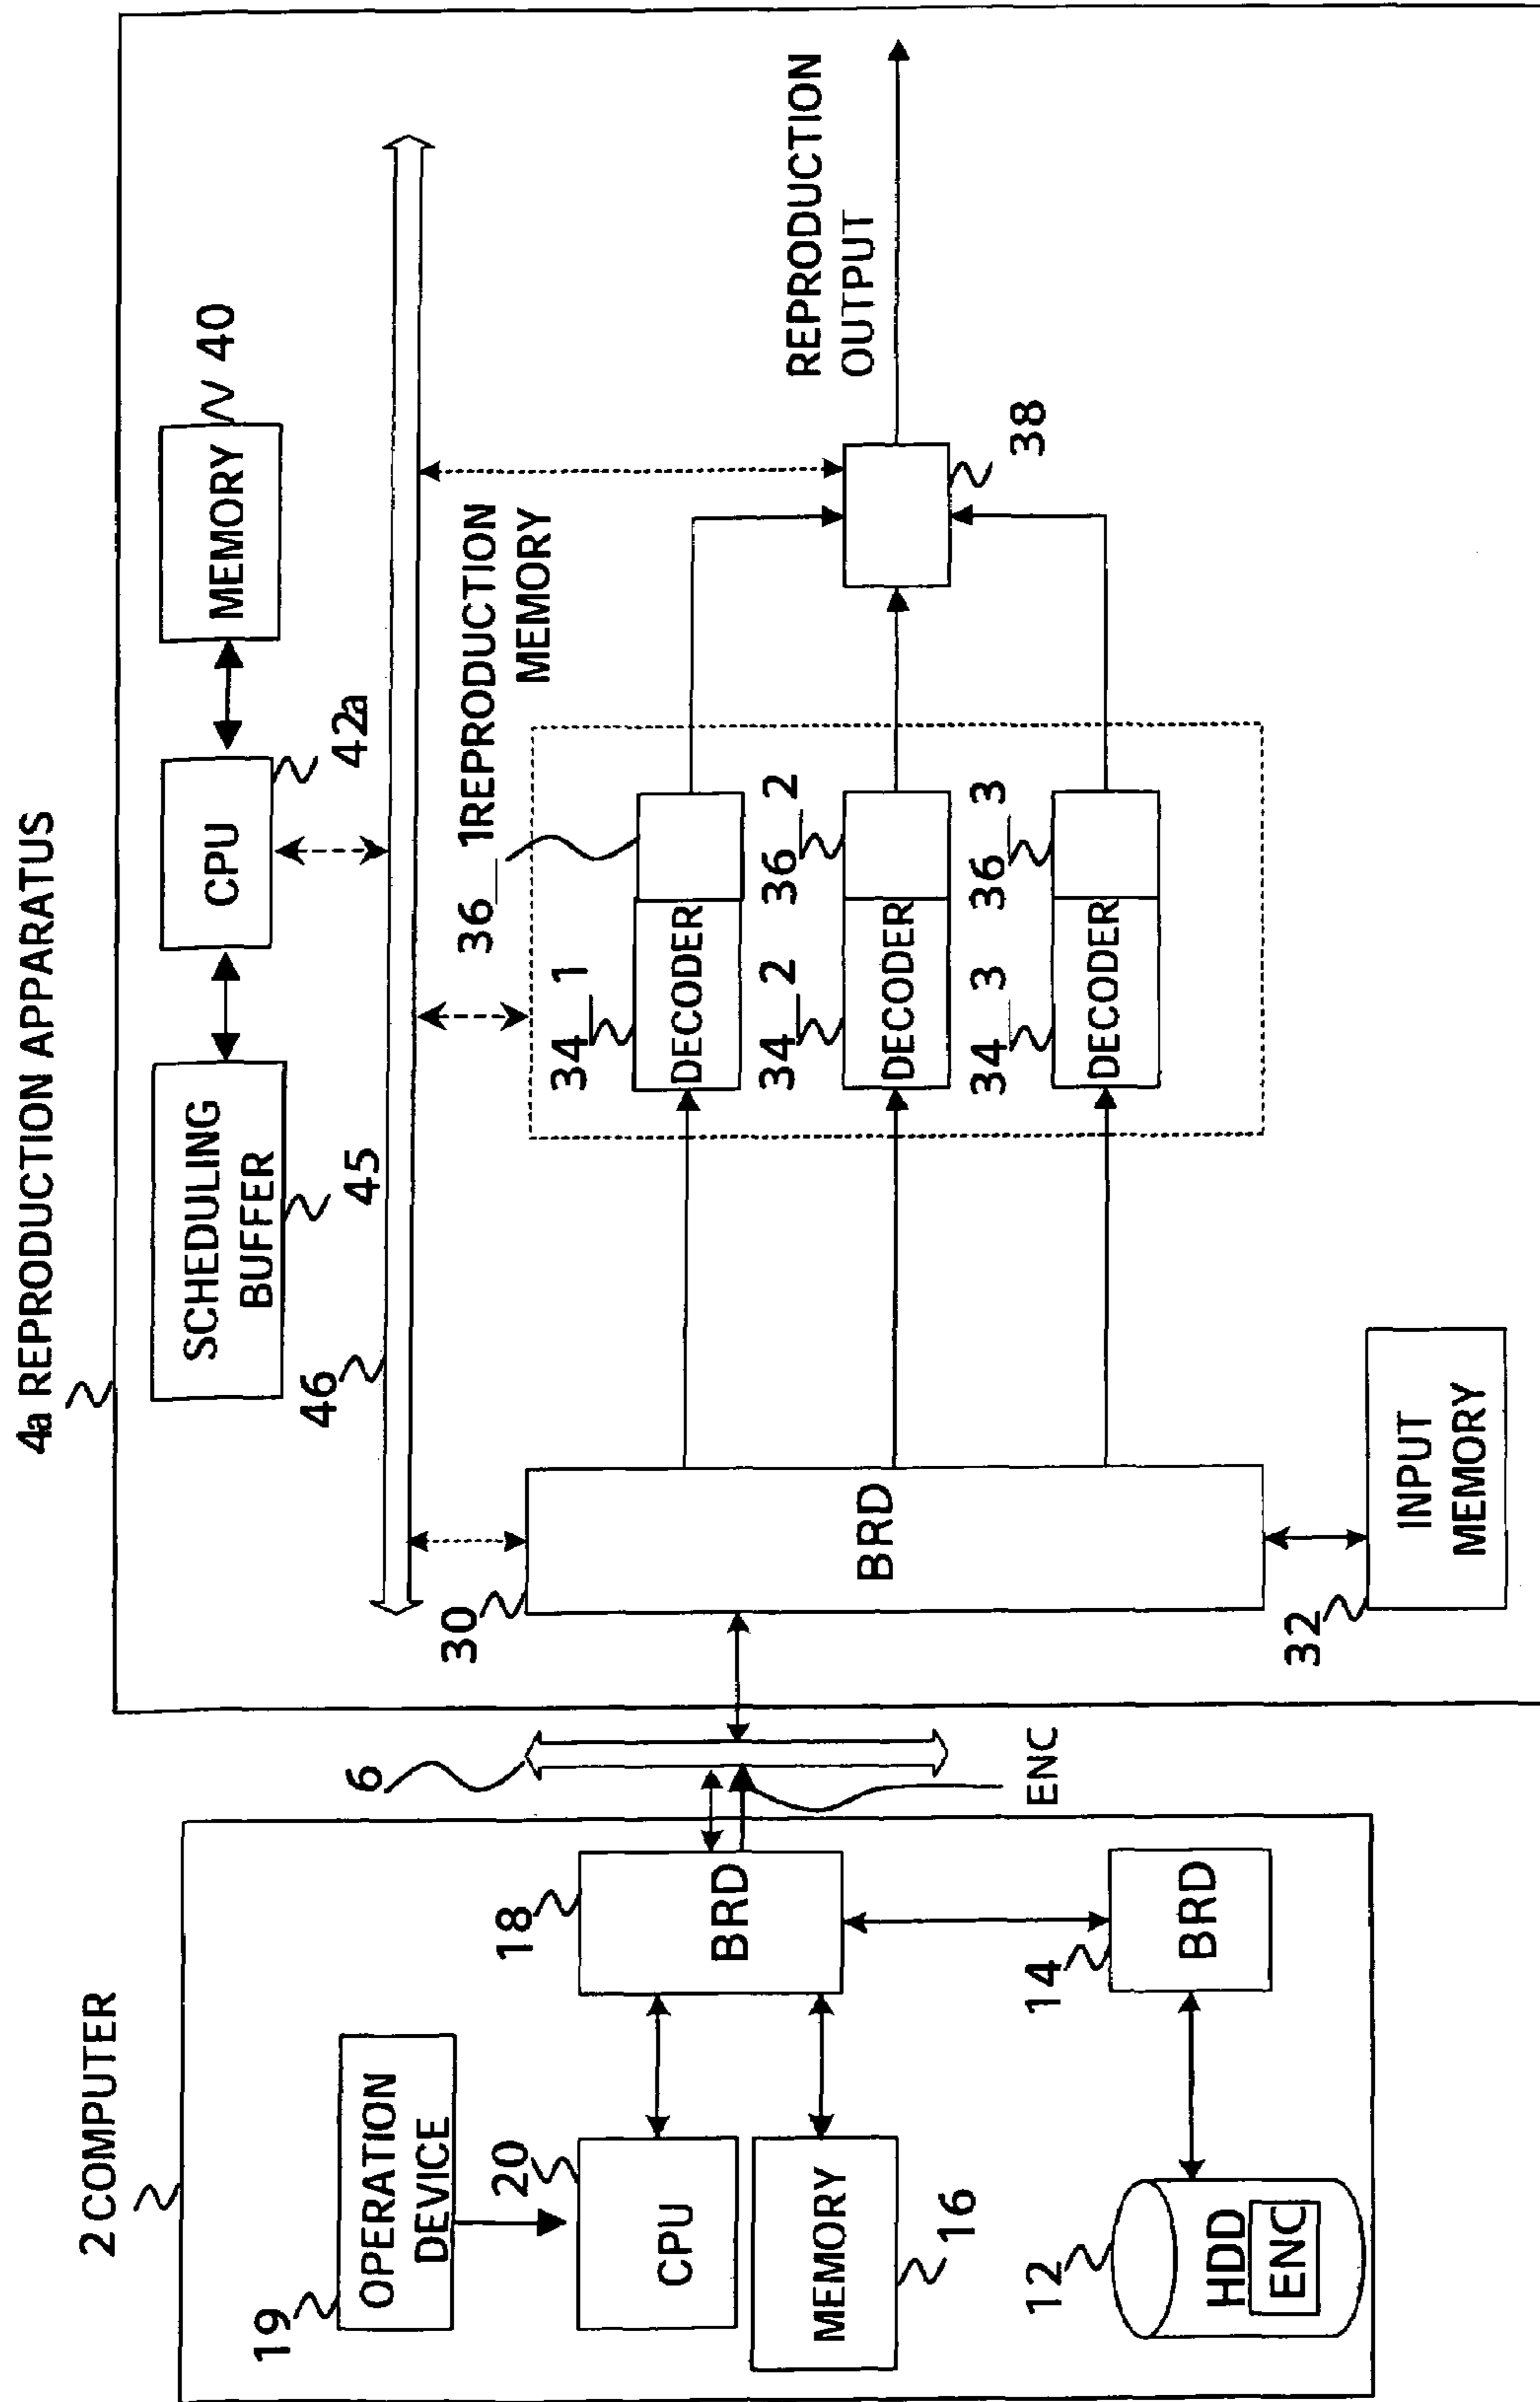 2 COMPUTER
19
OPERATION
DEVICE
20
CPU
MEMORY
16
18
BRD
12
HDD
ENC
14
BRD
6
ENC
4a REPRODUCTION APPARATUS
SCHEDULING
BUFFER
45
CPU
42a
MEMORY
40
46
30
BRD
32
INPUT
MEMORY
34_1
DECODER
36_1
REPRODUCTION
MEMORY
34_2
DECODER
36_2
34_3
DECODER
36_3
38
REPRODUCTION
OUTPUT